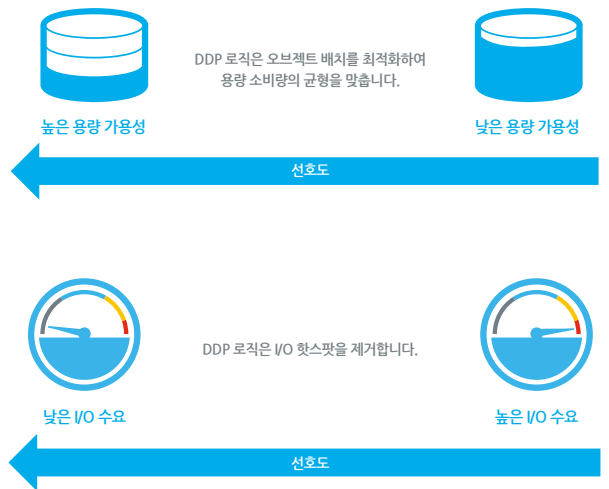 DDP 로직은 오브젝트 배치를 최적화하여
용량 소비량의 균형을 맞춥니다.
높은 용량 가용성
낮은 용량 가용성
선호도
DDP 로직은 I/O 핫스팟을 제거합니다.
낮은 I/O 수요
높은 I/O 수요
선호도